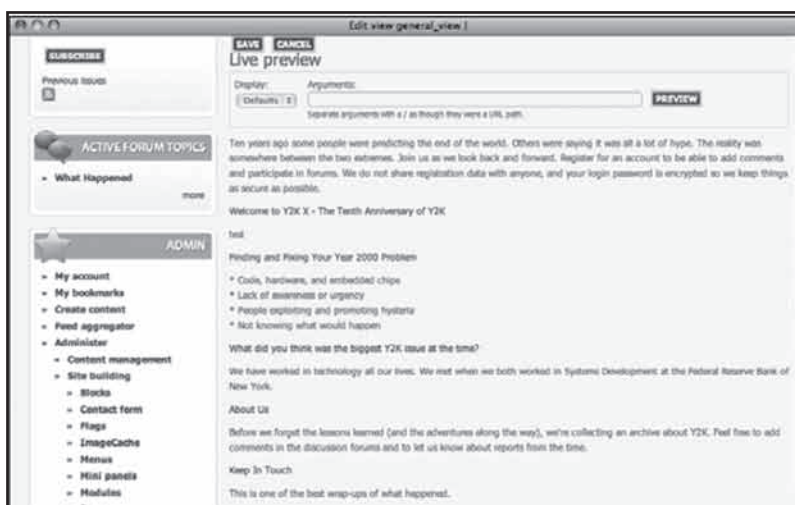 Edit view general_view |
SUBSCRIBE
Previous issues
ACTIVE FORUM TOPICS
» What Happened
more
ADMIN
» My account
» My bookmarks
» Create content
» Feed aggregator
» Administer
» Content management
» Site building
» Blocks
» Contact form
» Flags
» ImageCache
» Menus
» Mini panels
» Modules
SAVE CANCEL
Live preview
Display: Arguments:
Defaults PREVIEW
Separate arguments with a / as though they were a URL path.
Ten years ago some people were predicting the end of the world. Others were saying it was all a lot of hype. The reality was
somewhere between the two extremes. Join us as we look back and forward. Register for an account to be able to add comments
and participate in forums. We do not share registration data with anyone, and your login password is encrypted so we keep things
as secure as possible.
Welcome to Y2K X - The Tenth Anniversary of Y2K
test
Finding and Fixing Your Year 2000 Problem
* Code, hardware, and embedded chips
* Lack of awareness or urgency
* People exploiting and promoting hysteria
* Not knowing what would happen
What did you think was the biggest Y2K issue at the time?
We have worked in technology all our lives. We met when we both worked in Systems Development at the Federal Reserve Bank of
New York.
About Us
Before we forget the lessons learned (and the adventures along the way), we're collecting an archive about Y2K. Feel free to add
comments in the discussion forums and to let us know about reports from the time.
Keep In Touch
This is one of the best wrap-ups of what happened.